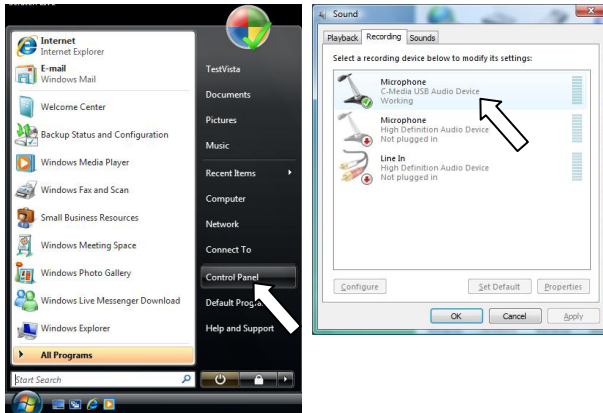 Internet
Internet Explorer
E-mail
Windows Mail
Welcome Center
Backup Status and Configuration
Windows Media Player
Windows Fax and Scan
Small Business Resources
Windows Meeting Space
Windows Photo Gallery
Windows Live Messenger Download
Windows Explorer
All Programs
Start Search
TestVista
Documents
Pictures
Music
Recent Items
Computer
Network
Connect To
Control Panel
Default
Help and Support
Sound
Playback Recording Sounds
Select a recording device below to modify its settings:
Microphone
C-Media USB Audio Device
Working
Microphone
High Definition Audio Device
Not plugged in
Line In
High Definition Audio Device
Not plugged in
Configure Set Default Properties
OK Cancel Apply